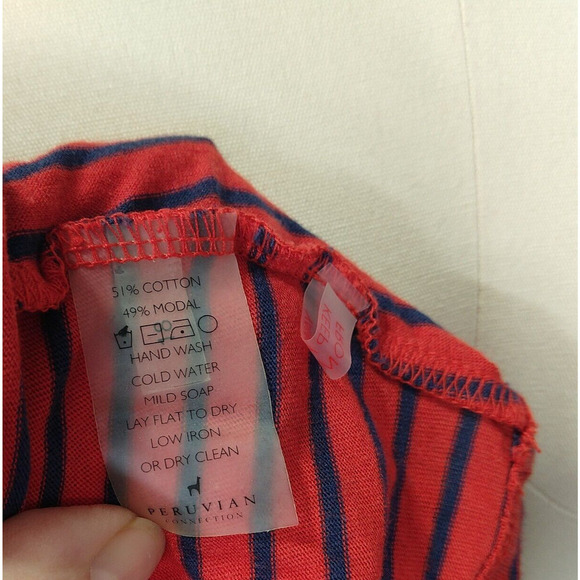 51% COTTON
49% MODAL
HAND WASH
COLD WATER
MILD SOAP
LAY FLAT TO DRY
LOW IRON
OR DRY CLEAN
PERUVIAN
CONNECTION
KEEP